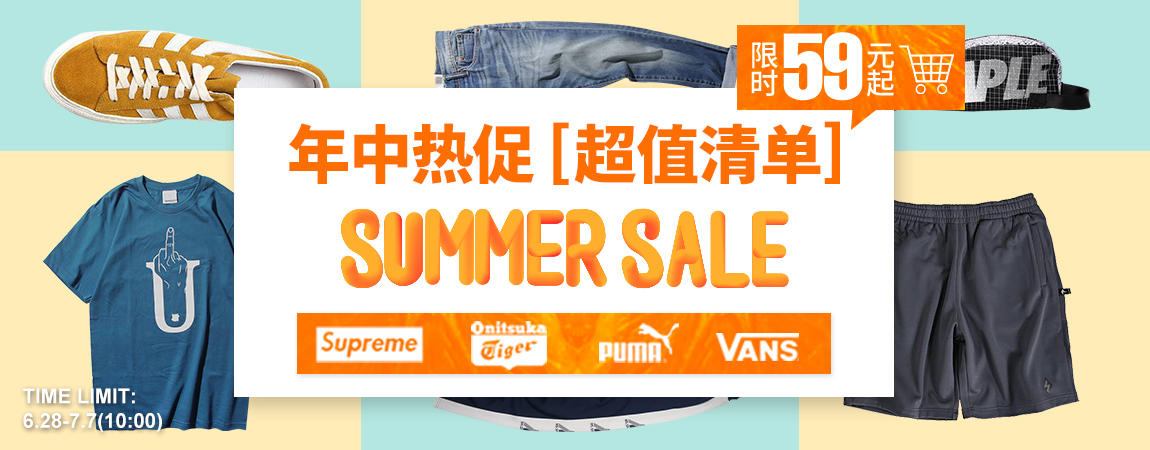 限时59元起
年中热促[超值清单]
SUMMER SALE
Supreme
Onitsuka
Tiger
PUMA
VANS
TIME LIMIT:
6.28-7.7(10:00)
U
APLE